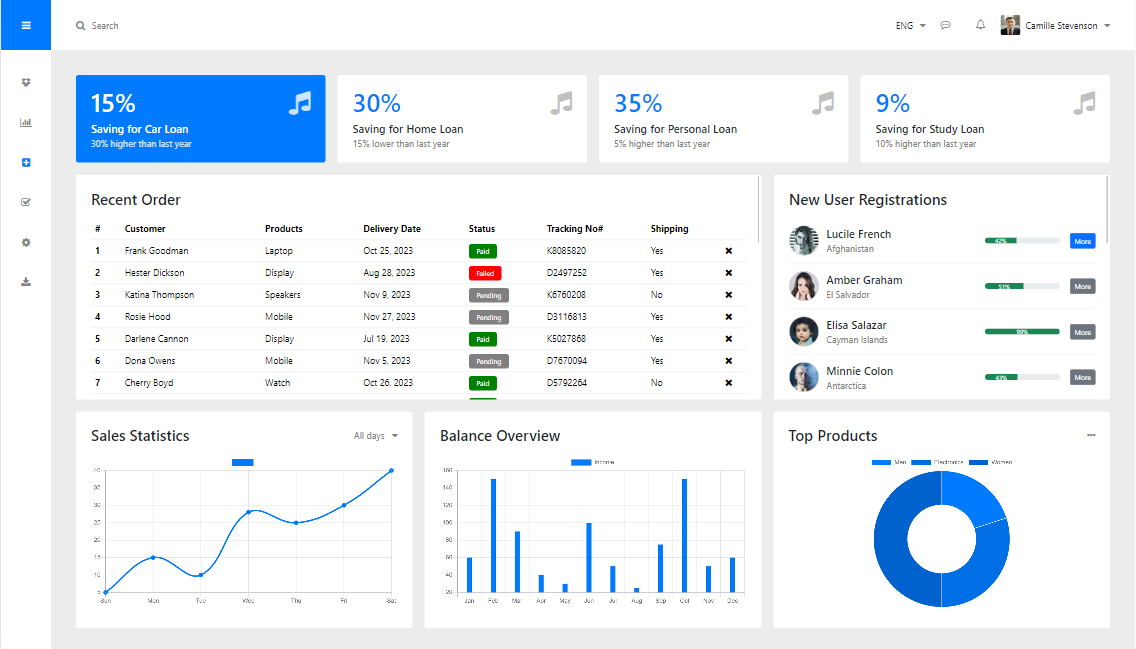 Search
ENG
Camille Stevenson
15%
Saving for Car Loan
30% higher than last year
30%
Saving for Home Loan
15% lower than last year
35%
Saving for Personal Loan
5% higher than last year
9%
Saving for Study Loan
10% higher than last year
Recent Order
# Customer Products Delivery Date Status Tracking No# Shipping
1 Frank Goodman Laptop Oct 25, 2023 Paid K8085820 Yes
2 Hester Dickson Display Aug 28, 2023 Failed D2497252 Yes
3 Katina Thompson Speakers Nov 9, 2023 Pending K6760208 No
4 Rosie Hood Mobile Nov 27, 2023 Pending D3116813 Yes
5 Darlene Cannon Display Jul 19, 2023 Paid K5027868 Yes
6 Dona Owens Mobile Nov 5, 2023 Pending D7670094 Yes
7 Cherry Boyd Watch Oct 26, 2023 Paid D5792264 No
New User Registrations
Lucile French
Afghanistan
42%
More
Amber Graham
El Salvador
51%
More
Elisa Salazar
Cayman Islands
99%
More
Minnie Colon
Antarctica
43%
More
Sales Statistics
All days
40
35
30
25
20
15
10
5
Sun Mon Tue Wed Thu Fri Sat
Balance Overview
Income
160
140
120
100
80
60
40
20
Jan Feb Mar Apr May Jun Jul Aug Sep Oct Nov Dec
Top Products
Men Electronics Women